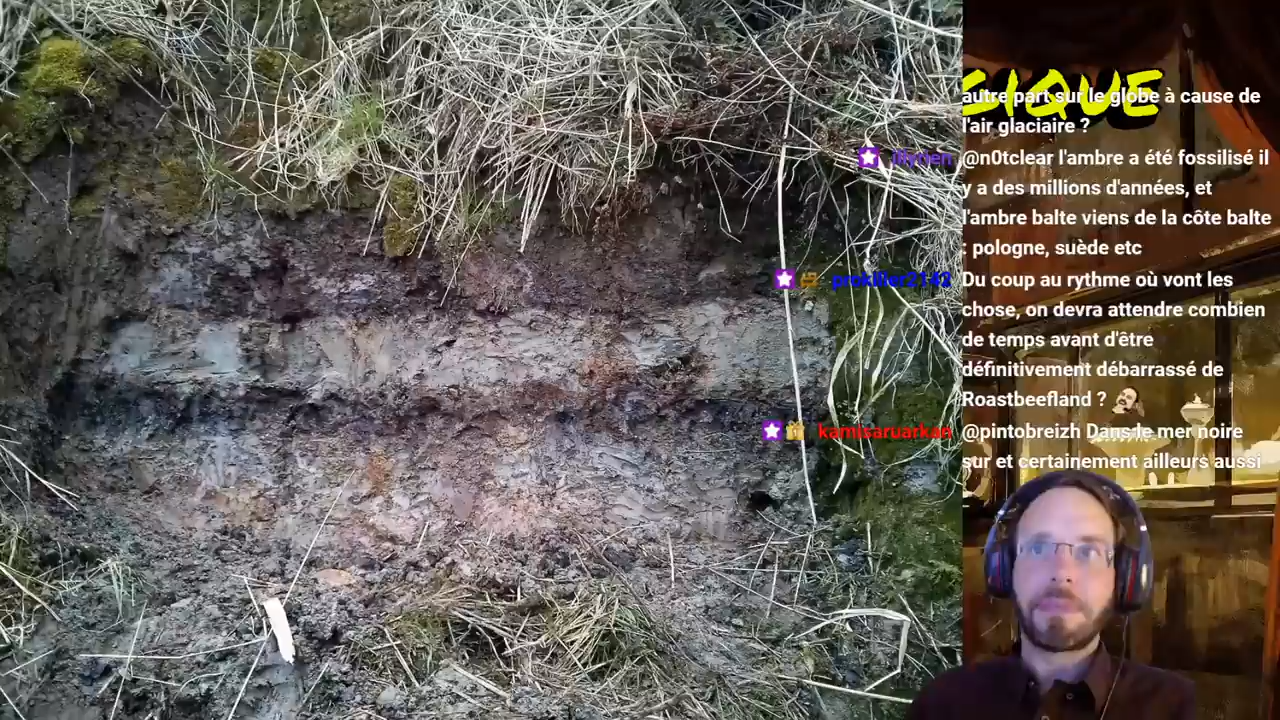 GIQUE
autre part sur le globe à cause de
l'air glaciaire ?
illyrien @n0tclear l'ambre a été fossilisé il
y a des millions d'années, et
l'ambre balte viens de la côte balte
: pologne, suède etc
prokiller2142 Du coup au rythme où vont les
chose, on devra attendre combien
de temps avant d'être
définitivement débarrassé de
Roastbeefland ?
kamisaruarkan @pintobreizh Dans le mer noire
sur et certainement ailleurs aussi